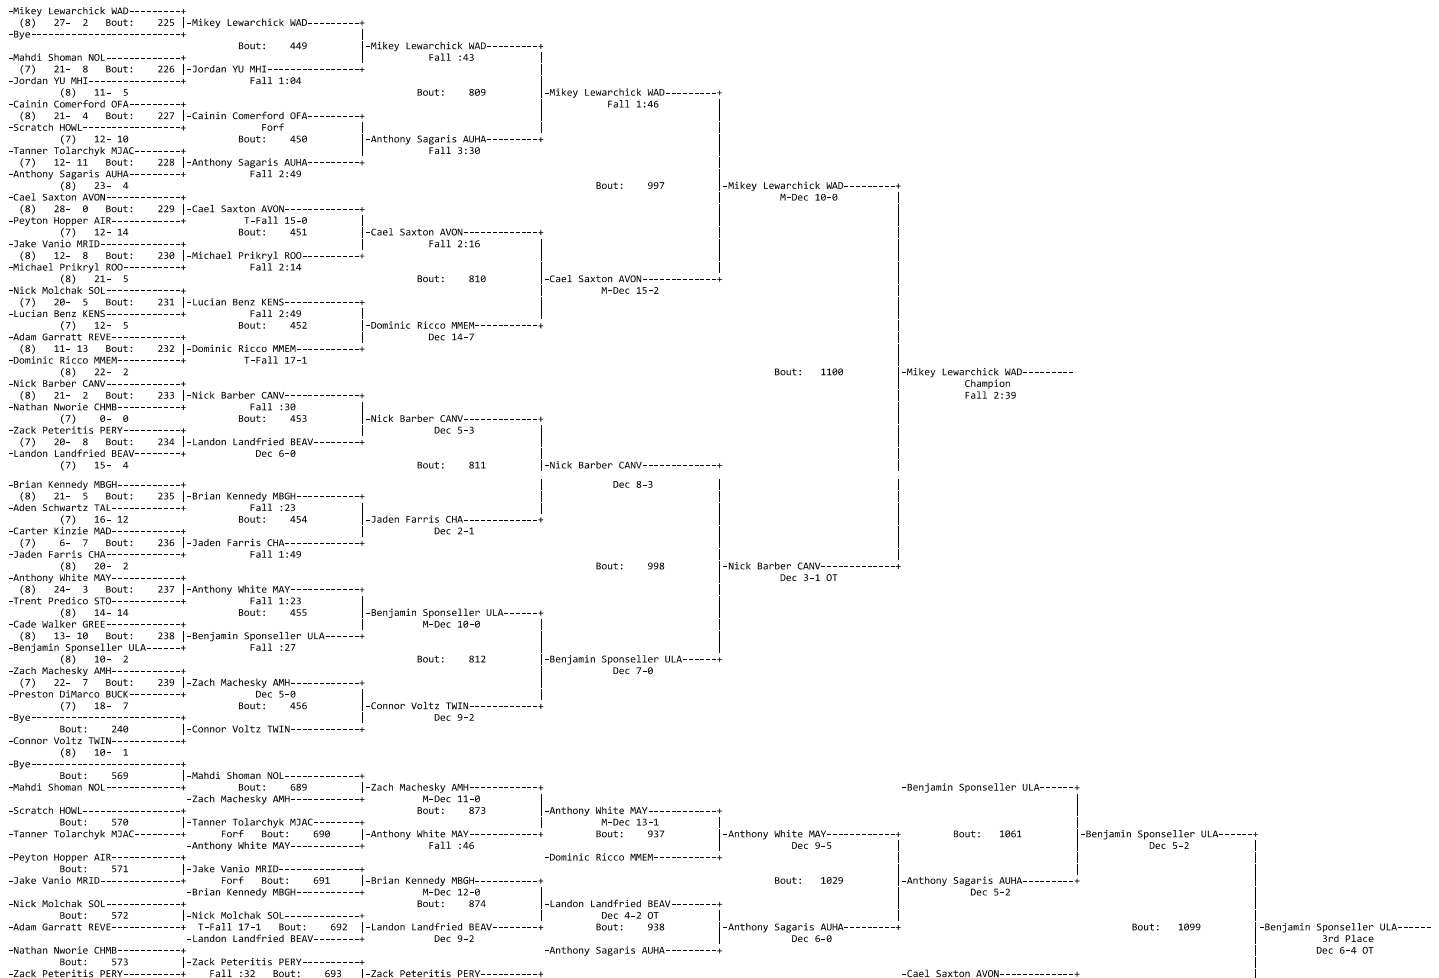 -Mikey Lewarchick WAD---------+
(8) 27- 2 Bout: 225 |-Mikey Lewarchick WAD---------+
-Bye--------------------------+ |
Bout: 449 |-Mikey Lewarchick WAD---------+
-Mahdi Shoman NOL-------------+ | Fall :43 |
(7) 21- 8 Bout: 226 |-Jordan YU MHI----------------+ |
-Jordan YU MHI----------------+ Fall 1:04 |
(8) 11- 5 Bout: 809 |-Mikey Lewarchick WAD---------+
-Cainin Comerford OFA---------+ | Fall 1:46 |
(8) 21- 4 Bout: 227 |-Cainin Comerford OFA---------+ | |
-Scratch HOWL-----------------+ Forf | | |
(7) 12- 10 Bout: 450 |-Anthony Sagaris AUHA---------+ |
-Tanner Tolarchyk MJAC--------+ | Fall 3:30 |
(7) 12- 11 Bout: 228 |-Anthony Sagaris AUHA---------+ |
-Anthony Sagaris AUHA---------+ Fall 2:49 |
(8) 23- 4 Bout: 997 |-Mikey Lewarchick WAD---------+
-Cael Saxton AVON-------------+ | M-Dec 10-0 |
(8) 28- 0 Bout: 229 |-Cael Saxton AVON-------------+ | |
-Peyton Hopper AIR------------+ T-Fall 15-0 | | |
(7) 12- 14 Bout: 451 |-Cael Saxton AVON-------------+ | |
-Jake Vanio MRID--------------+ | Fall 2:16 | | |
(8) 12- 8 Bout: 230 |-Michael Prikryl ROO----------+ | | |
-Michael Prikryl ROO----------+ Fall 2:14 | | |
(8) 21- 5 Bout: 810 |-Cael Saxton AVON-------------+ |
-Nick Molchak SOL-------------+ | M-Dec 15-2 |
(7) 20- 5 Bout: 231 |-Lucian Benz KENS-------------+ | |
-Lucian Benz KENS-------------+ Fall 2:49 | | |
(7) 12- 5 Bout: 452 |-Dominic Ricco MMEM-----------+ |
-Adam Garratt REVE------------+ | Dec 14-7 |
(8) 11- 13 Bout: 232 |-Dominic Ricco MMEM-----------+ |
-Dominic Ricco MMEM-----------+ T-Fall 17-1 |
(8) 22- 2 Bout: 1100 |-Mikey Lewarchick WAD---------
-Nick Barber CANV-------------+ | Champion
(8) 21- 2 Bout: 233 |-Nick Barber CANV-------------+ | Fall 2:39
-Nathan Nworie CHMB-----------+ Fall :30 | |
(7) 0- 0 Bout: 453 |-Nick Barber CANV-------------+ |
-Zack Peteritis PERY----------+ | Dec 5-3 | |
(7) 20- 8 Bout: 234 |-Landon Landfried BEAV--------+ | |
-Landon Landfried BEAV--------+ Dec 6-0 | |
(7) 15- 4 Bout: 811 |-Nick Barber CANV-------------+ |
-Brian Kennedy MBGH-----------+ | Dec 8-3 | |
(8) 21- 5 Bout: 235 |-Brian Kennedy MBGH-----------+ | | |
-Aden Schwartz TAL------------+ Fall :23 | | | |
(7) 16- 12 Bout: 454 |-Jaden Farris CHA-------------+ | |
-Carter Kinzie MAD------------+ | Dec 2-1 | |
(7) 6- 7 Bout: 236 |-Jaden Farris CHA-------------+ | |
-Jaden Farris CHA-------------+ Fall 1:49 | |
(8) 20- 2 Bout: 998 |-Nick Barber CANV-------------+
-Anthony White MAY------------+ | Dec 3-1 OT
(8) 24- 3 Bout: 237 |-Anthony White MAY------------+ |
-Trent Predico STO------------+ Fall 1:23 | |
(8) 14- 14 Bout: 455 |-Benjamin Sponseller ULA------+ |
-Cade Walker GREE-------------+ | M-Dec 10-0 | |
(8) 13- 10 Bout: 238 |-Benjamin Sponseller ULA------+ | |
-Benjamin Sponseller ULA------+ Fall :27 | |
(8) 10- 2 Bout: 812 |-Benjamin Sponseller ULA------+
-Zach Machesky AMH------------+ | Dec 7-0
(7) 22- 7 Bout: 239 |-Zach Machesky AMH------------+ |
-Preston DiMarco BUCK---------+ Dec 5-0 | |
(7) 18- 7 Bout: 456 |-Connor Voltz TWIN------------+
-Bye--------------------------+ | Dec 9-2
Bout: 240 |-Connor Voltz TWIN------------+
-Connor Voltz TWIN------------+
(8) 10- 1
-Bye--------------------------+
Bout: 569 |-Mahdi Shoman NOL-------------+
-Mahdi Shoman NOL-------------+ Bout: 689 |-Zach Machesky AMH------------+ -Benjamin Sponseller ULA------+
-Zach Machesky AMH------------+ M-Dec 11-0 | |
-Scratch HOWL-----------------+ Bout: 873 |-Anthony White MAY------------+ |
Bout: 570 |-Tanner Tolarchyk MJAC--------+ | M-Dec 13-1 | |
-Tanner Tolarchyk MJAC--------+ Forf Bout: 690 |-Anthony White MAY------------+ Bout: 937 |-Anthony White MAY------------+ Bout: 1061 |-Benjamin Sponseller ULA------+
-Anthony White MAY------------+ Fall :46 | Dec 9-5 | | Dec 5-2 |
-Peyton Hopper AIR------------+ -Dominic Ricco MMEM-----------+ | | |
Bout: 571 |-Jake Vanio MRID--------------+ | | |
-Jake Vanio MRID--------------+ Forf Bout: 691 |-Brian Kennedy MBGH-----------+ Bout: 1029 |-Anthony Sagaris AUHA---------+ |
-Brian Kennedy MBGH-----------+ M-Dec 12-0 | | Dec 5-2 |
-Nick Molchak SOL-------------+ Bout: 874 |-Landon Landfried BEAV--------+ | |
Bout: 572 |-Nick Molchak SOL-------------+ | Dec 4-2 OT | | |
-Adam Garratt REVE------------+ T-Fall 17-1 Bout: 692 |-Landon Landfried BEAV--------+ Bout: 938 |-Anthony Sagaris AUHA---------+ Bout: 1099 |-Benjamin Sponseller ULA------
-Landon Landfried BEAV--------+ Dec 9-2 | Dec 6-0 | 3rd Place
-Nathan Nworie CHMB-----------+ -Anthony Sagaris AUHA---------+ | Dec 6-4 OT
Bout: 573 |-Zack Peteritis PERY----------+ |
-Zack Peteritis PERY----------+ Fall :32 Bout: 693 |-Zack Peteritis PERY----------+ -Cael Saxton AVON-------------+ |